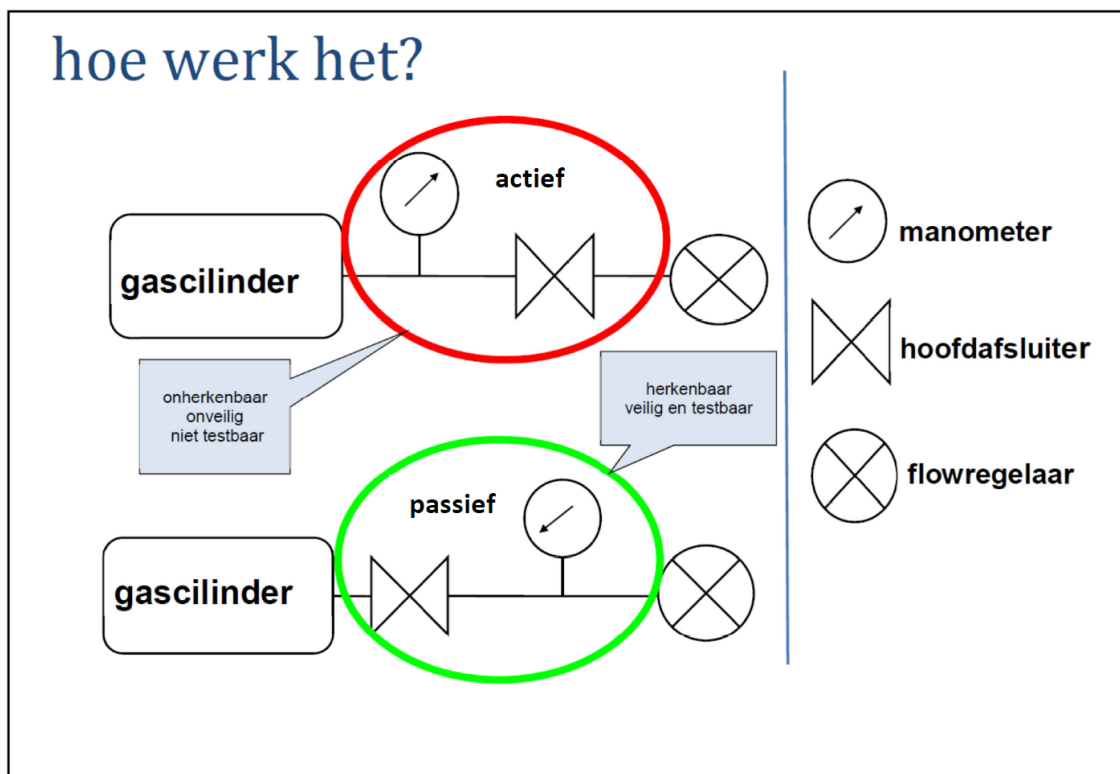 hoe werk het?
actief
gascilinder
onherkenbaar
onveilig
niet testbaar
herkenbaar
veilig en testbaar
passief
gascilinder
manometer
hoofdafsluiter
flowregelaar